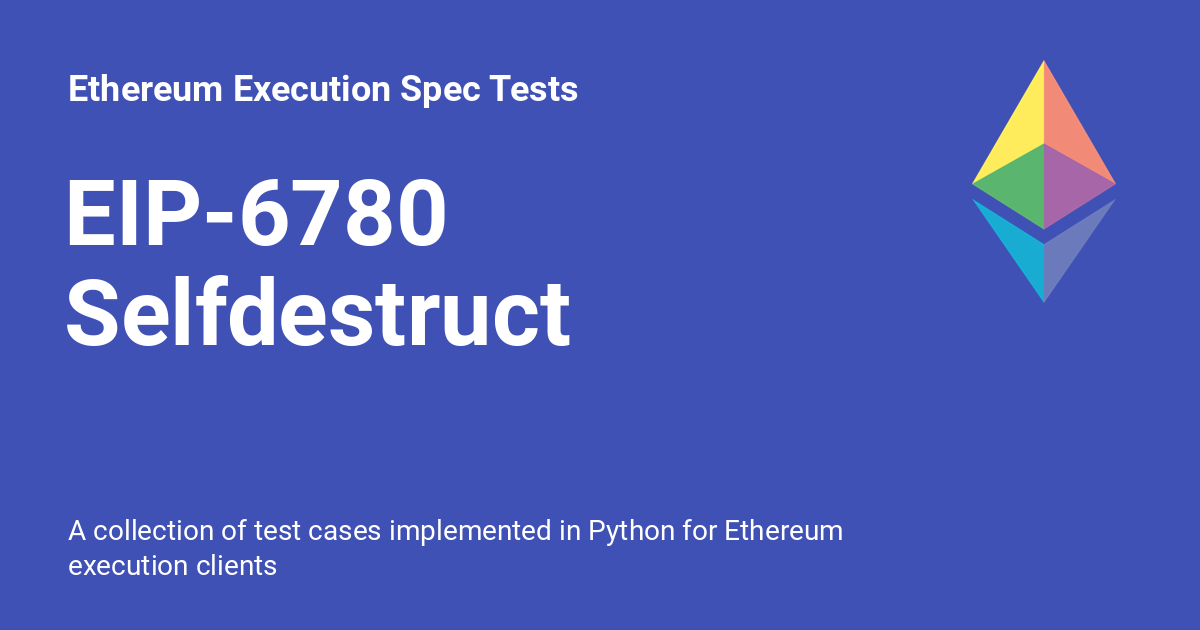 Ethereum Execution Spec Tests
EIP-6780
Selfdestruct
A collection of test cases implemented in Python for Ethereum
execution clients